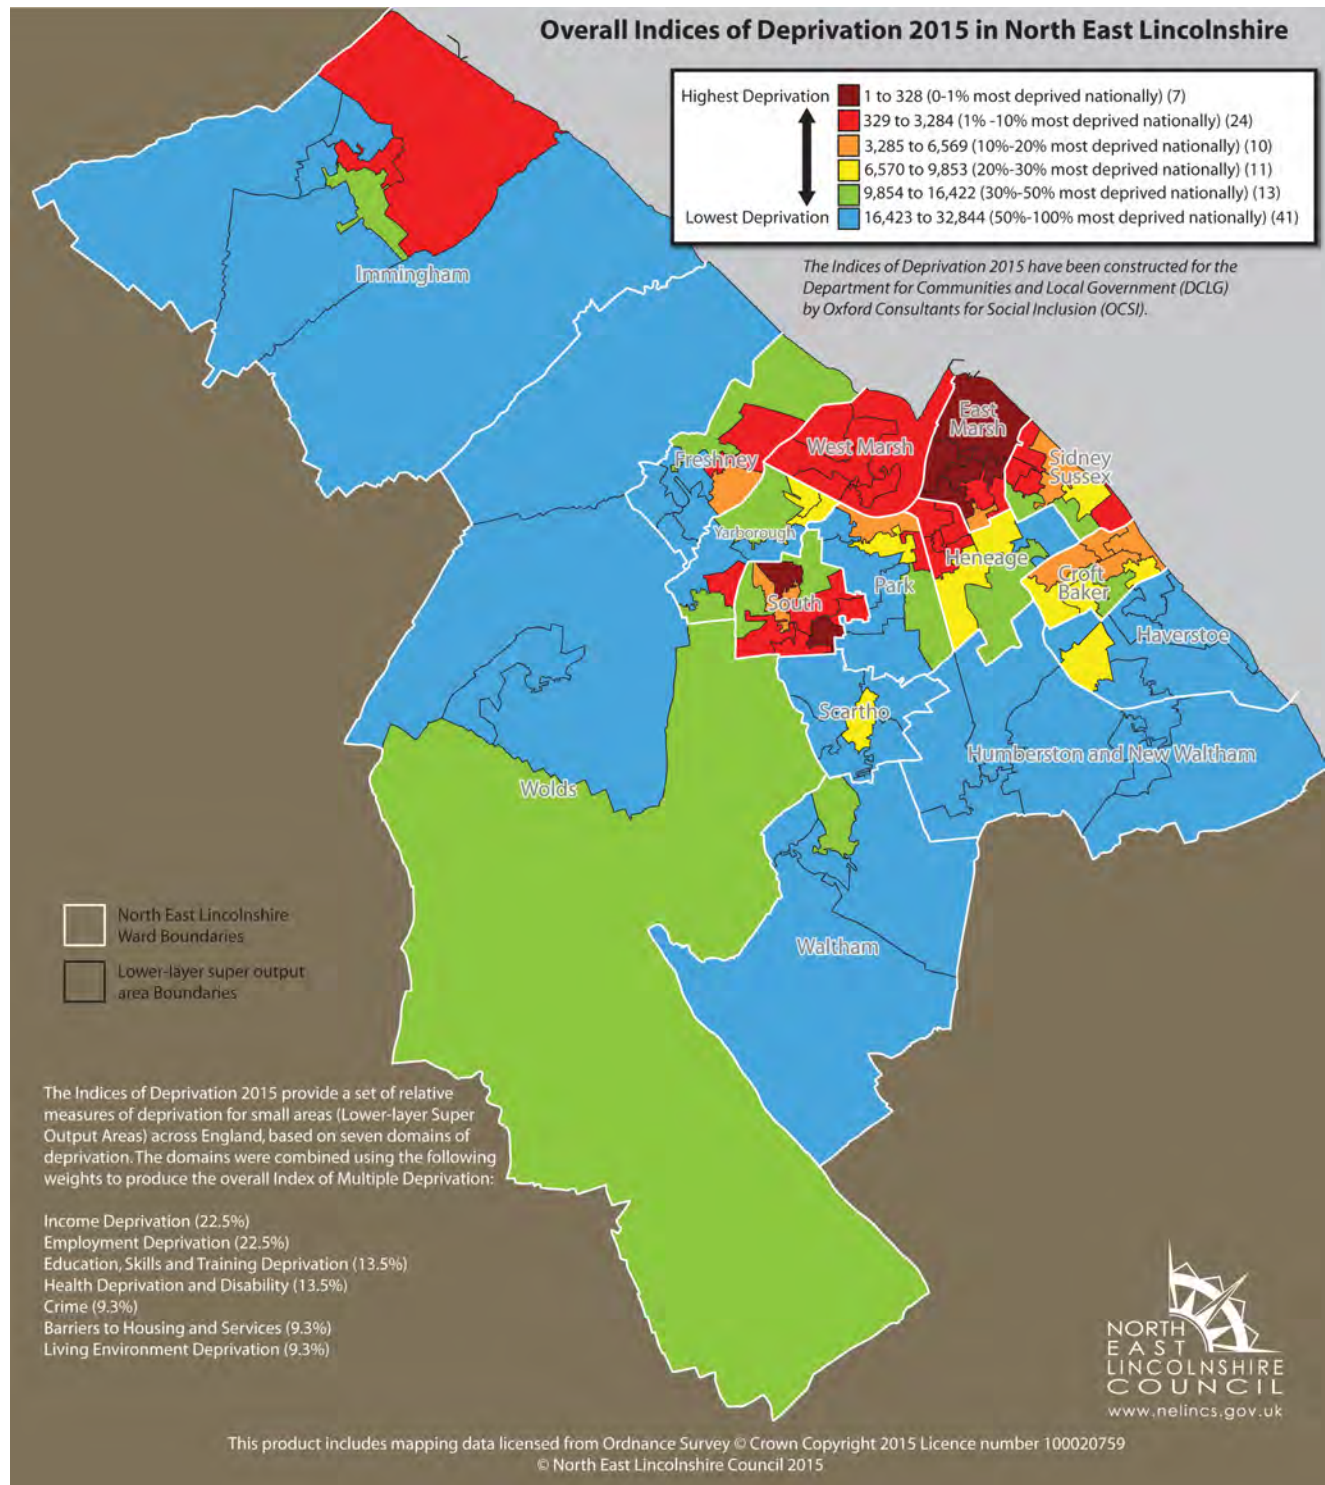 Overall Indices of Deprivation 2015 in North East Lincolnshire
Highest Deprivation
1 to 328 (0-1% most deprived nationally) (7)
329 to 3,284 (1% -10% most deprived nationally) (24)
3,285 to 6,569 (10%-20% most deprived nationally) (10)
6,570 to 9,853 (20%-30% most deprived nationally) (11)
9,854 to 16,422 (30%-50% most deprived nationally) (13)
Lowest Deprivation
16,423 to 32,844 (50%-100% most deprived nationally) (41)
The Indices of Deprivation 2015 have been constructed for the
Department for Communities and Local Government (DCLG)
by Oxford Consultants for Social Inclusion (OCSI).
Immingham
East
Marsh
West Marsh
Sidney
Sussex
Freshney
Yarborough
Heneage
Croft
Baker
Park
South
Haverstoe
Scartho
Humberston and New Waltham
Wolds
Waltham
North East Lincolnshire
Ward Boundaries
Lower-layer super output
area Boundaries
The Indices of Deprivation 2015 provide a set of relative
measures of deprivation for small areas (Lower-layer Super
Output Areas) across England, based on seven domains of
deprivation. The domains were combined using the following
weights to produce the overall Index of Multiple Deprivation:
Income Deprivation (22.5%)
Employment Deprivation (22.5%)
Education, Skills and Training Deprivation (13.5%)
Health Deprivation and Disability (13.5%)
Crime (9.3%)
Barriers to Housing and Services (9.3%)
Living Environment Deprivation (9.3%)
NORTH
EAST
LINCOLNSHIRE
COUNCIL
www.nelincs.gov.uk
This product includes mapping data licensed from Ordnance Survey © Crown Copyright 2015 Licence number 100020759
© North East Lincolnshire Council 2015